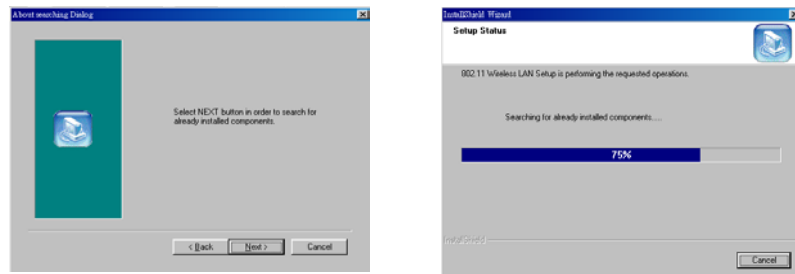 About searching Dialog
Select NEXT button in order to search for
already installed components.
< Back
Next >
Cancel
InstallShield Wizard
Setup Status
802.11 Wireless LAN Setup is performing the requested operations.
Searching for already installed components.....
75%
InstallShield
Cancel